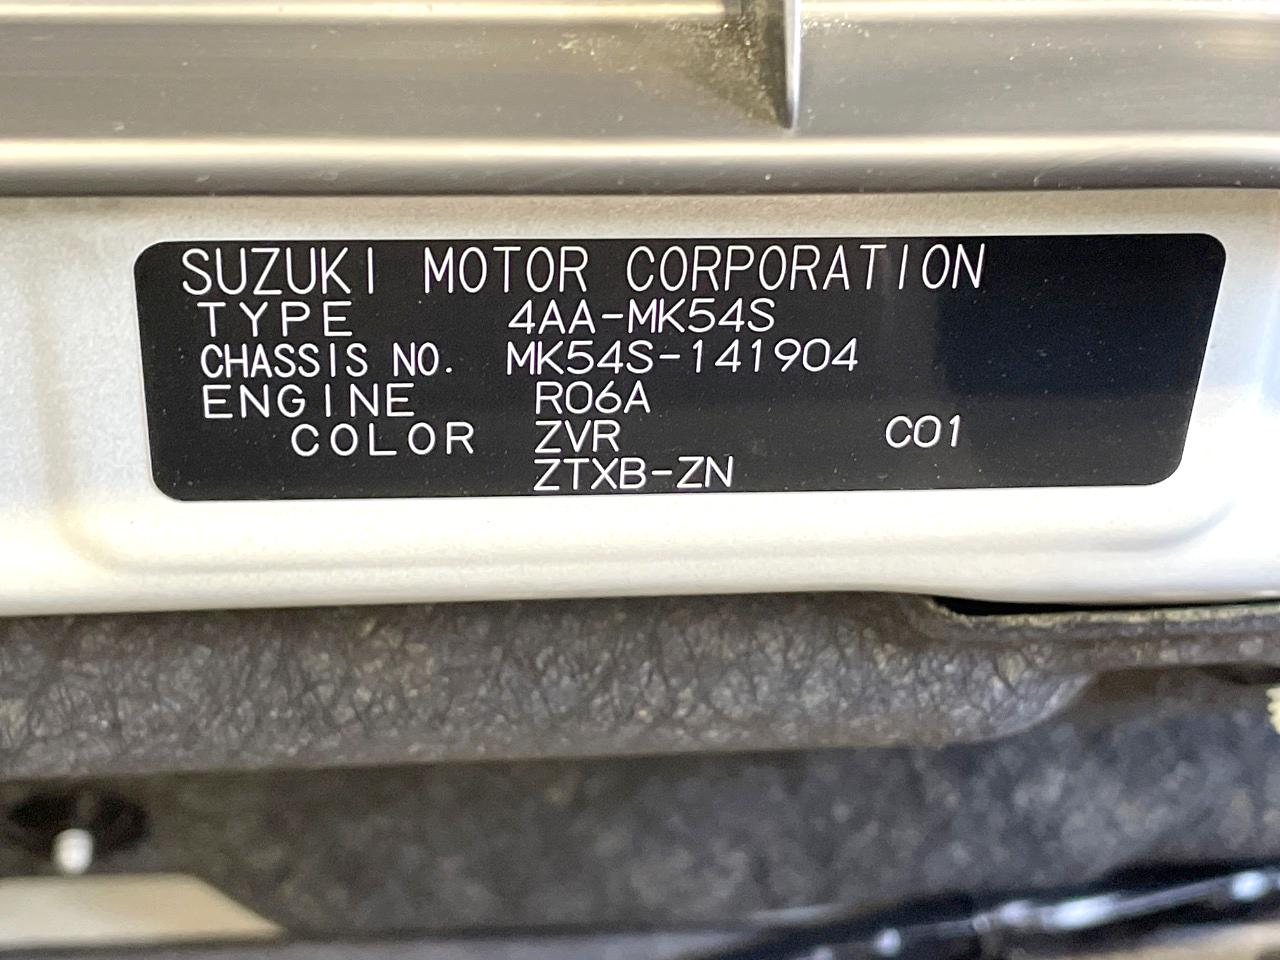 SUZUKI MOTOR CORPORATION
TYPE 4AA-MK54S
CHASSIS NO. MK54S-141904
ENGINE R06A
COLOR ZVR C01
ZTXB-ZN